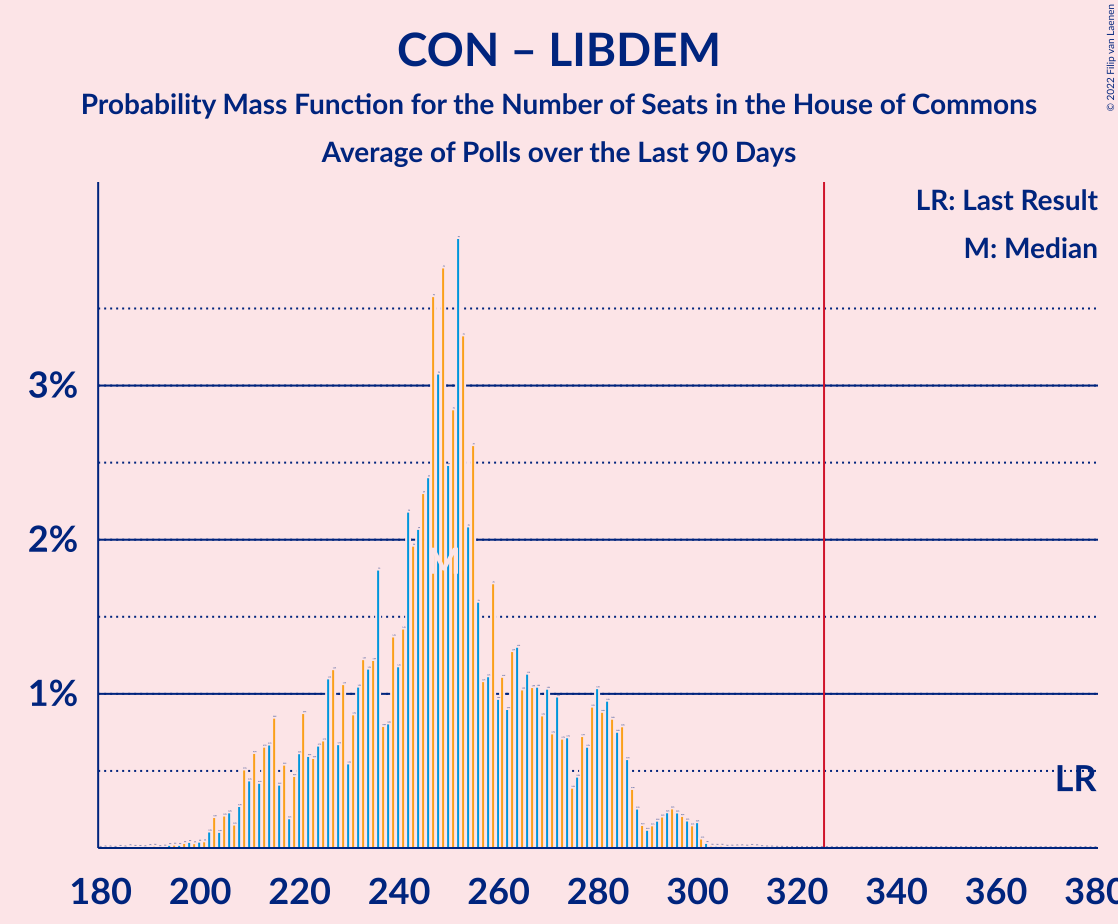 CON – LIBDEM
Probability Mass Function for the Number of Seats in the House of Commons
Average of Polls over the Last 90 Days
© 2022 Filip van Laenen
LR: Last Result
M: Median
3%
2%
1%
M
LR
180 200 220 240 260 280 300 320 340 360 380